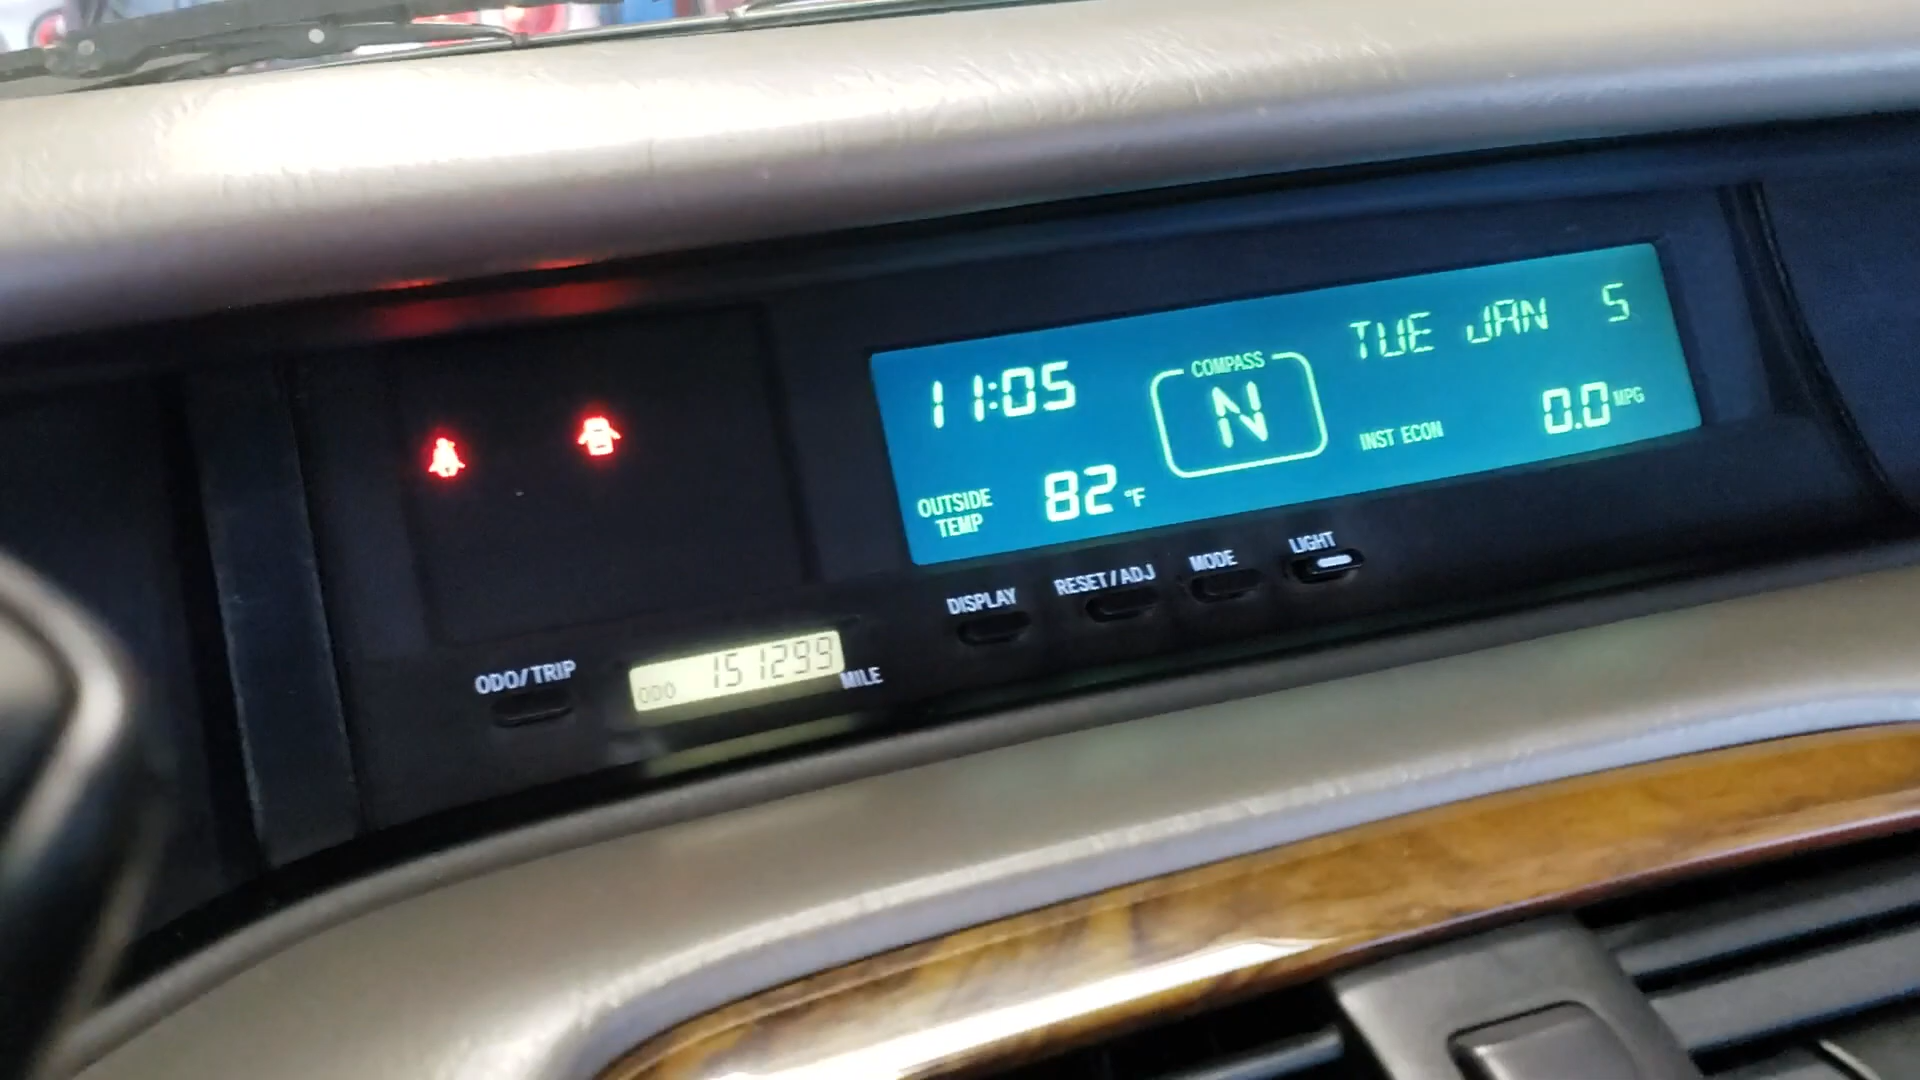 11:05
COMPASS
N
TUE JAN 5
OUTSIDE
TEMP
82 °F
INST ECON
0.0 MPG
DISPLAY
RESET/ADJ
MODE
LIGHT
ODO/TRIP
ODO 151299
MILE